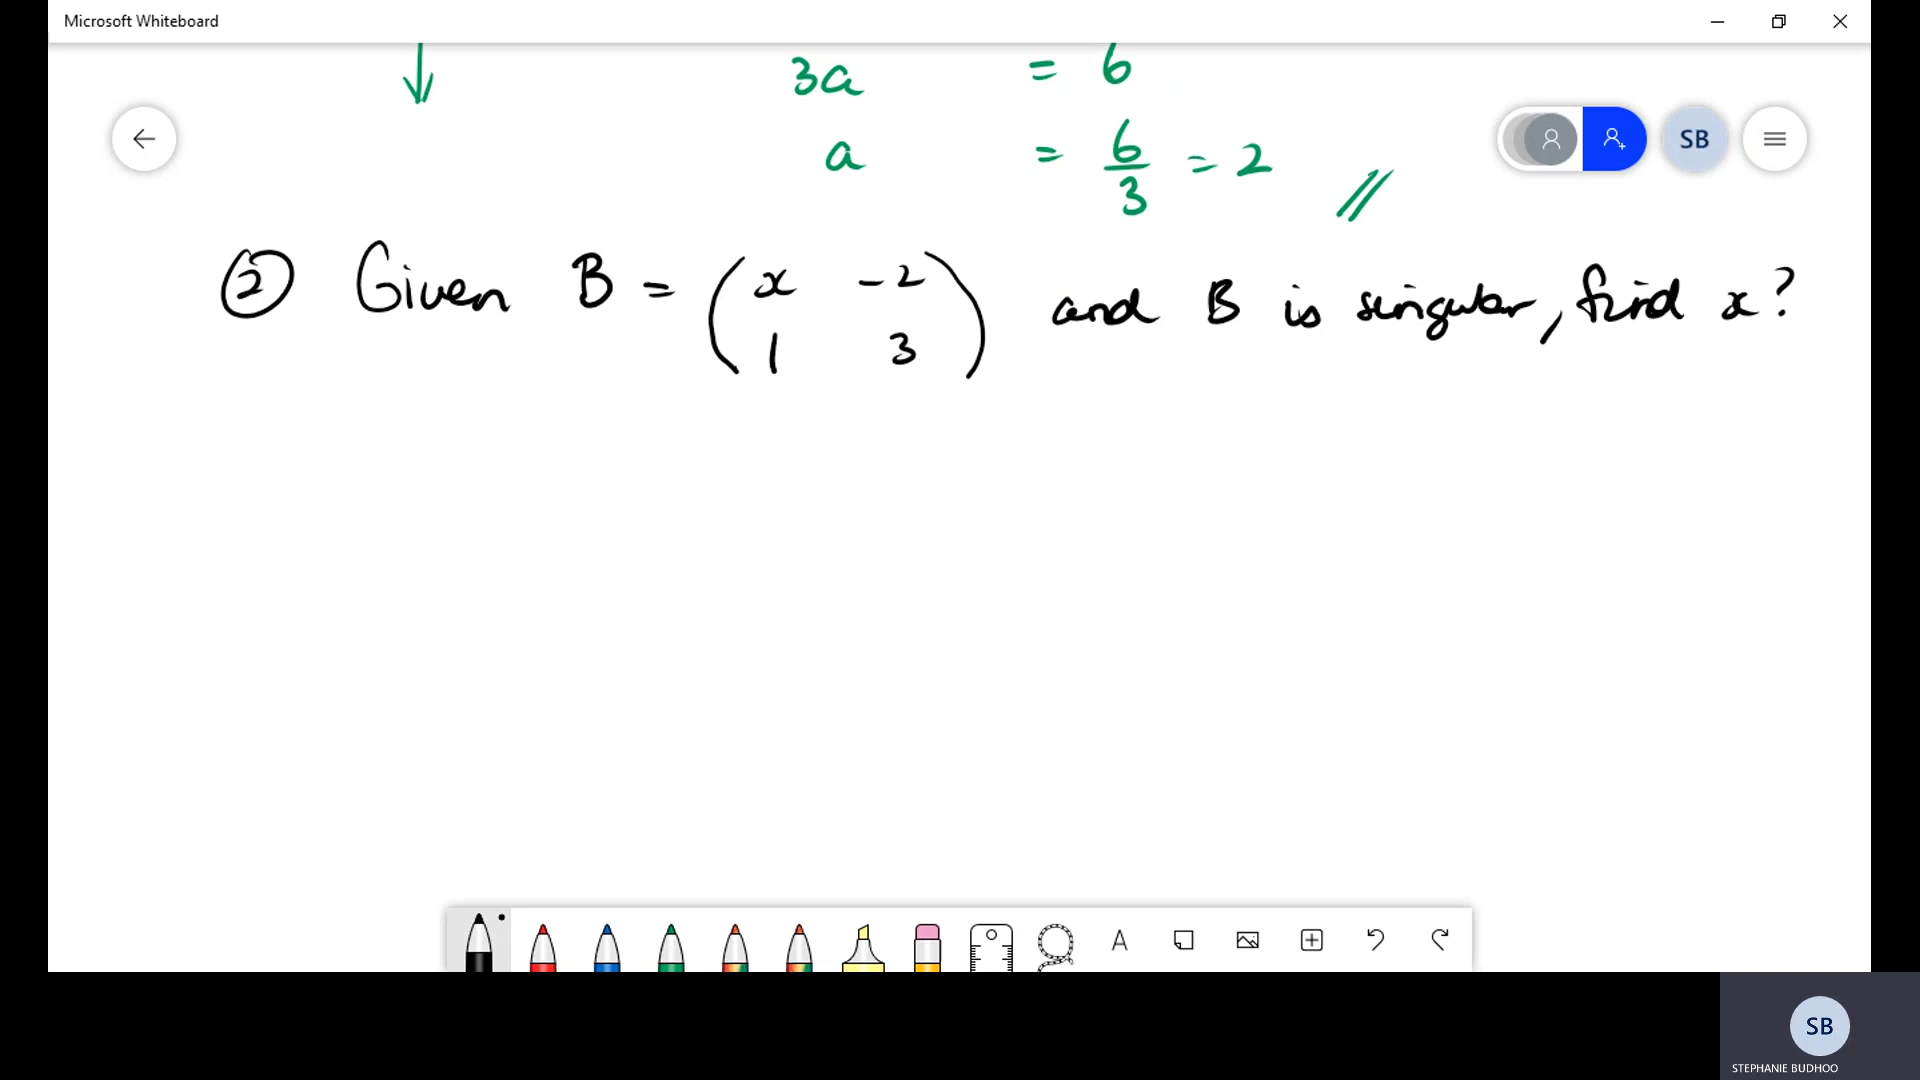 Microsoft Whiteboard
3a = 6
a = 6/3 = 2 //
SB
② Given B = ( x -2 ) and B is singular, find x?
1 3
A
SB
STEPHANIE BUDHOO